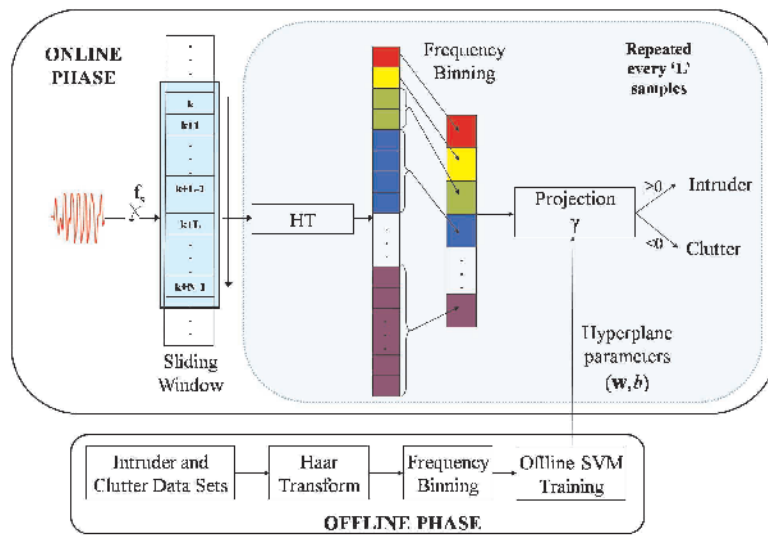 ONLINE
PHASE
k
k+1
k+L-1
k+L
k+N-1
Sliding
Window
f_s
HT
Frequency
Binning
Repeated
every 'L'
samples
Projection
γ
>0
Intruder
<0
Clutter
Hyperplane
parameters
(w,b)
Intruder and
Clutter Data Sets
Haar
Transform
Frequency
Binning
Offline SVM
Training
OFFLINE PHASE